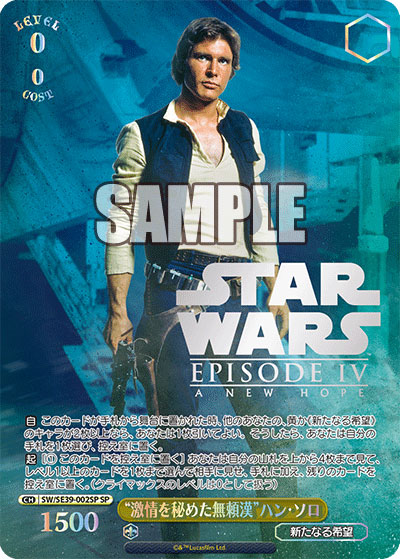 LEVEL
0
0
COST
SAMPLE
STAR
WARS
EPISODE IV
A NEW HOPE
自 このカードが手札から舞台に置かれた時、他のあなたの、黄か《新たなる希望》
のキャラが2枚以上なら、あなたは1枚引いてよい。そうしたら、あなたは自分の
手札を1枚選び、控え室に置く。
起 [① このカードを控え室に置く] あなたは自分の山札を上から4枚まで見て、
レベル1以上のカードを1枚まで選んで相手に見せ、手札に加え、残りのカードを
控え室に置く。(クライマックスのレベルは0として扱う)
CH SW/SE39-002SP SP
"激情を秘めた無頼漢"ハン・ソロ
1500
新たなる希望
©&™Lucasfilm Ltd.